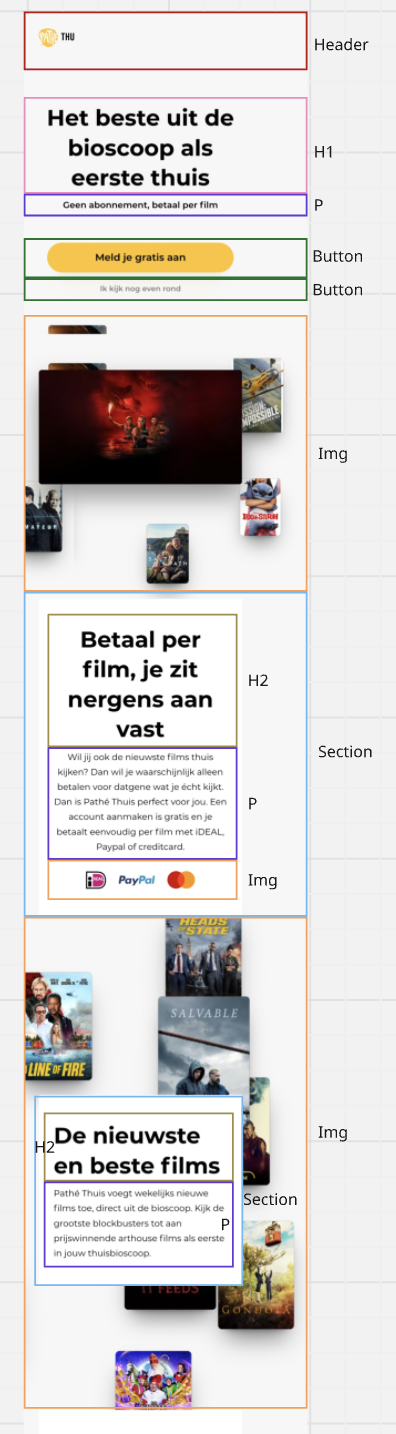 PATHÉ THU
Header
Het beste uit de
bioscoop als
eerste thuis
H1
Geen abonnement, betaal per film
P
Meld je gratis aan
Button
Ik kijk nog even rond
Button
Img
Betaal per
film, je zit
nergens aan
vast
H2
Section
Wil jij ook de nieuwste films thuis
kijken? Dan wil je waarschijnlijk alleen
betalen voor datgene wat je écht kijkt.
Dan is Pathé Thuis perfect voor jou. Een
account aanmaken is gratis en je
betaalt eenvoudig per film met iDEAL,
Paypal of creditcard.
P
iDEAL PayPal
Img
HEADS
OF STATE
SALVABLE
LINE OF FIRE
Img
H2
De nieuwste
en beste films
Section
Pathé Thuis voegt wekelijks nieuwe
films toe, direct uit de bioscoop. Kijk de
grootste blockbusters tot aan
prijswinnende arthouse films als eerste
in jouw thuisbioscoop.
P
IT FEEDS
GONDOLA